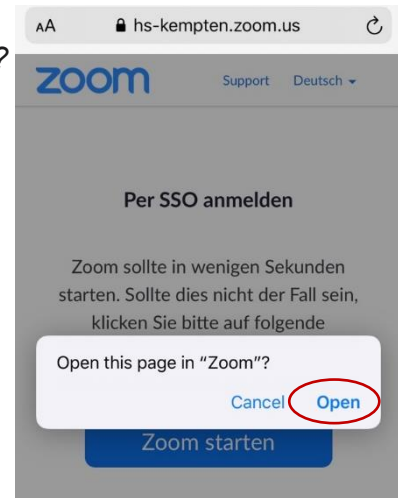 AA hs-kempten.zoom.us
?
zoom Support Deutsch
Per SSO anmelden
Zoom sollte in wenigen Sekunden
starten. Sollte dies nicht der Fall sein,
klicken Sie bitte auf folgende
Open this page in “Zoom”?
Cancel Open
Zoom starten